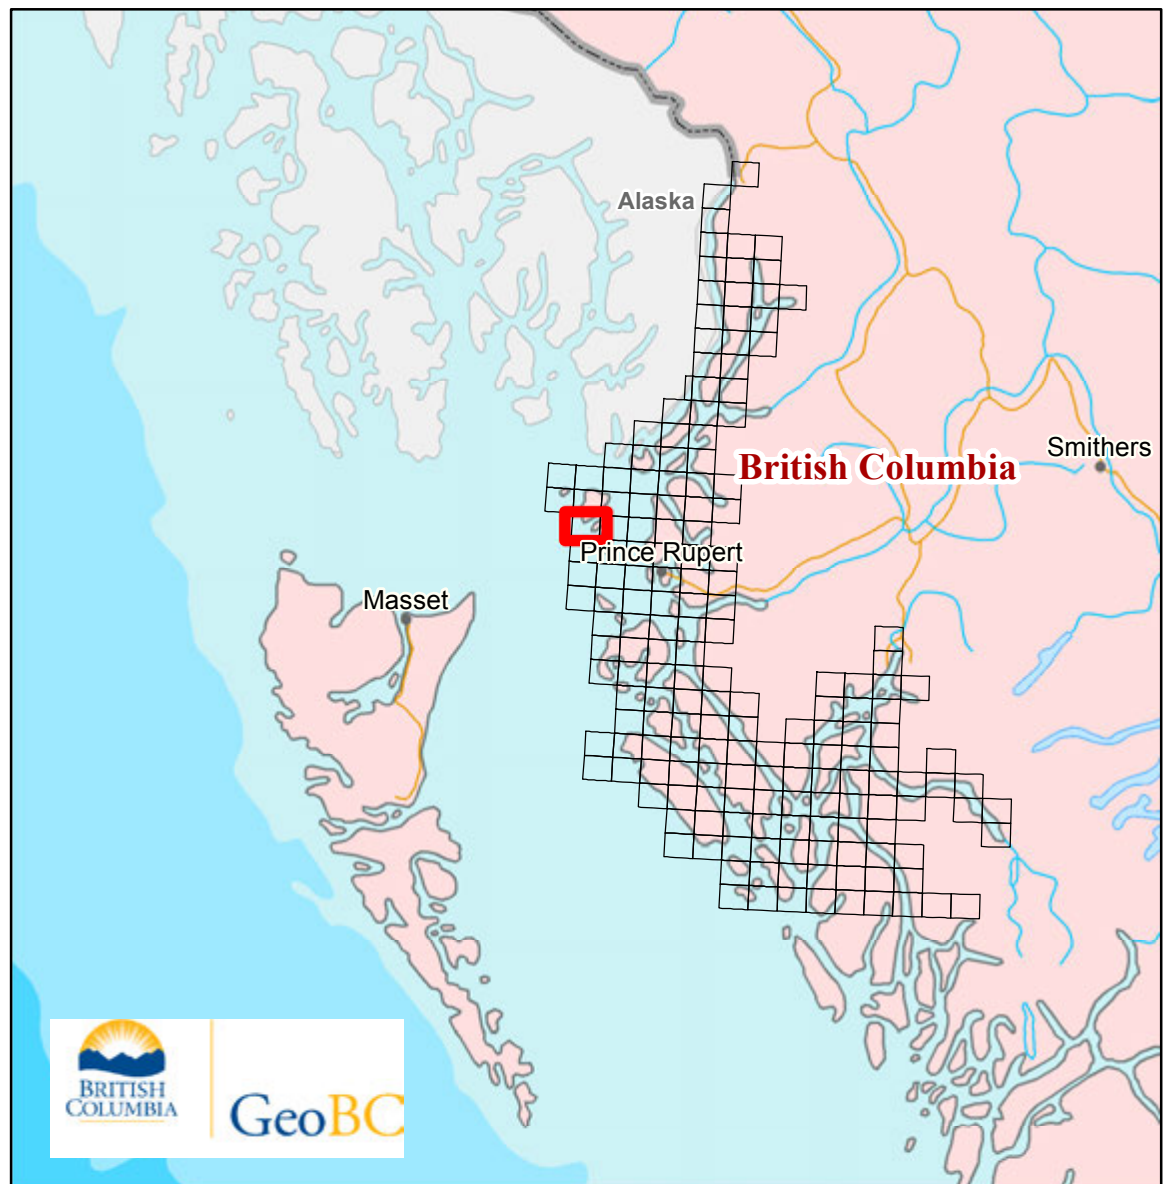 Alaska
Smithers
British Columbia
Prince Rupert
Masset
BRITISH
COLUMBIA
GeoBC